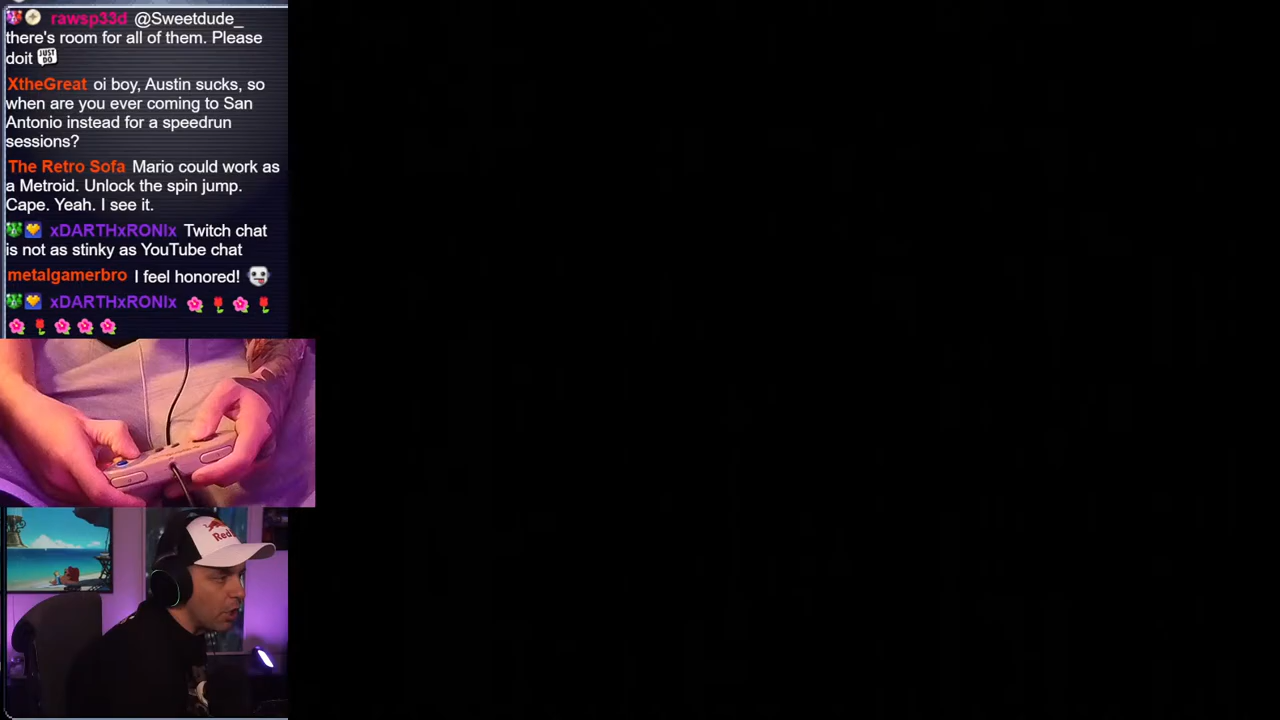 rawsp33d @Sweetdude_
there's room for all of them. Please
doit JUST DO
XtheGreat oi boy, Austin sucks, so
when are you ever coming to San
Antonio instead for a speedrun
sessions?
The Retro Sofa Mario could work as
a Metroid. Unlock the spin jump.
Cape. Yeah. I see it.
xDARTHxRONIx Twitch chat
is not as stinky as YouTube chat
metalgamerbro I feel honored!
xDARTHxRONIx
Red